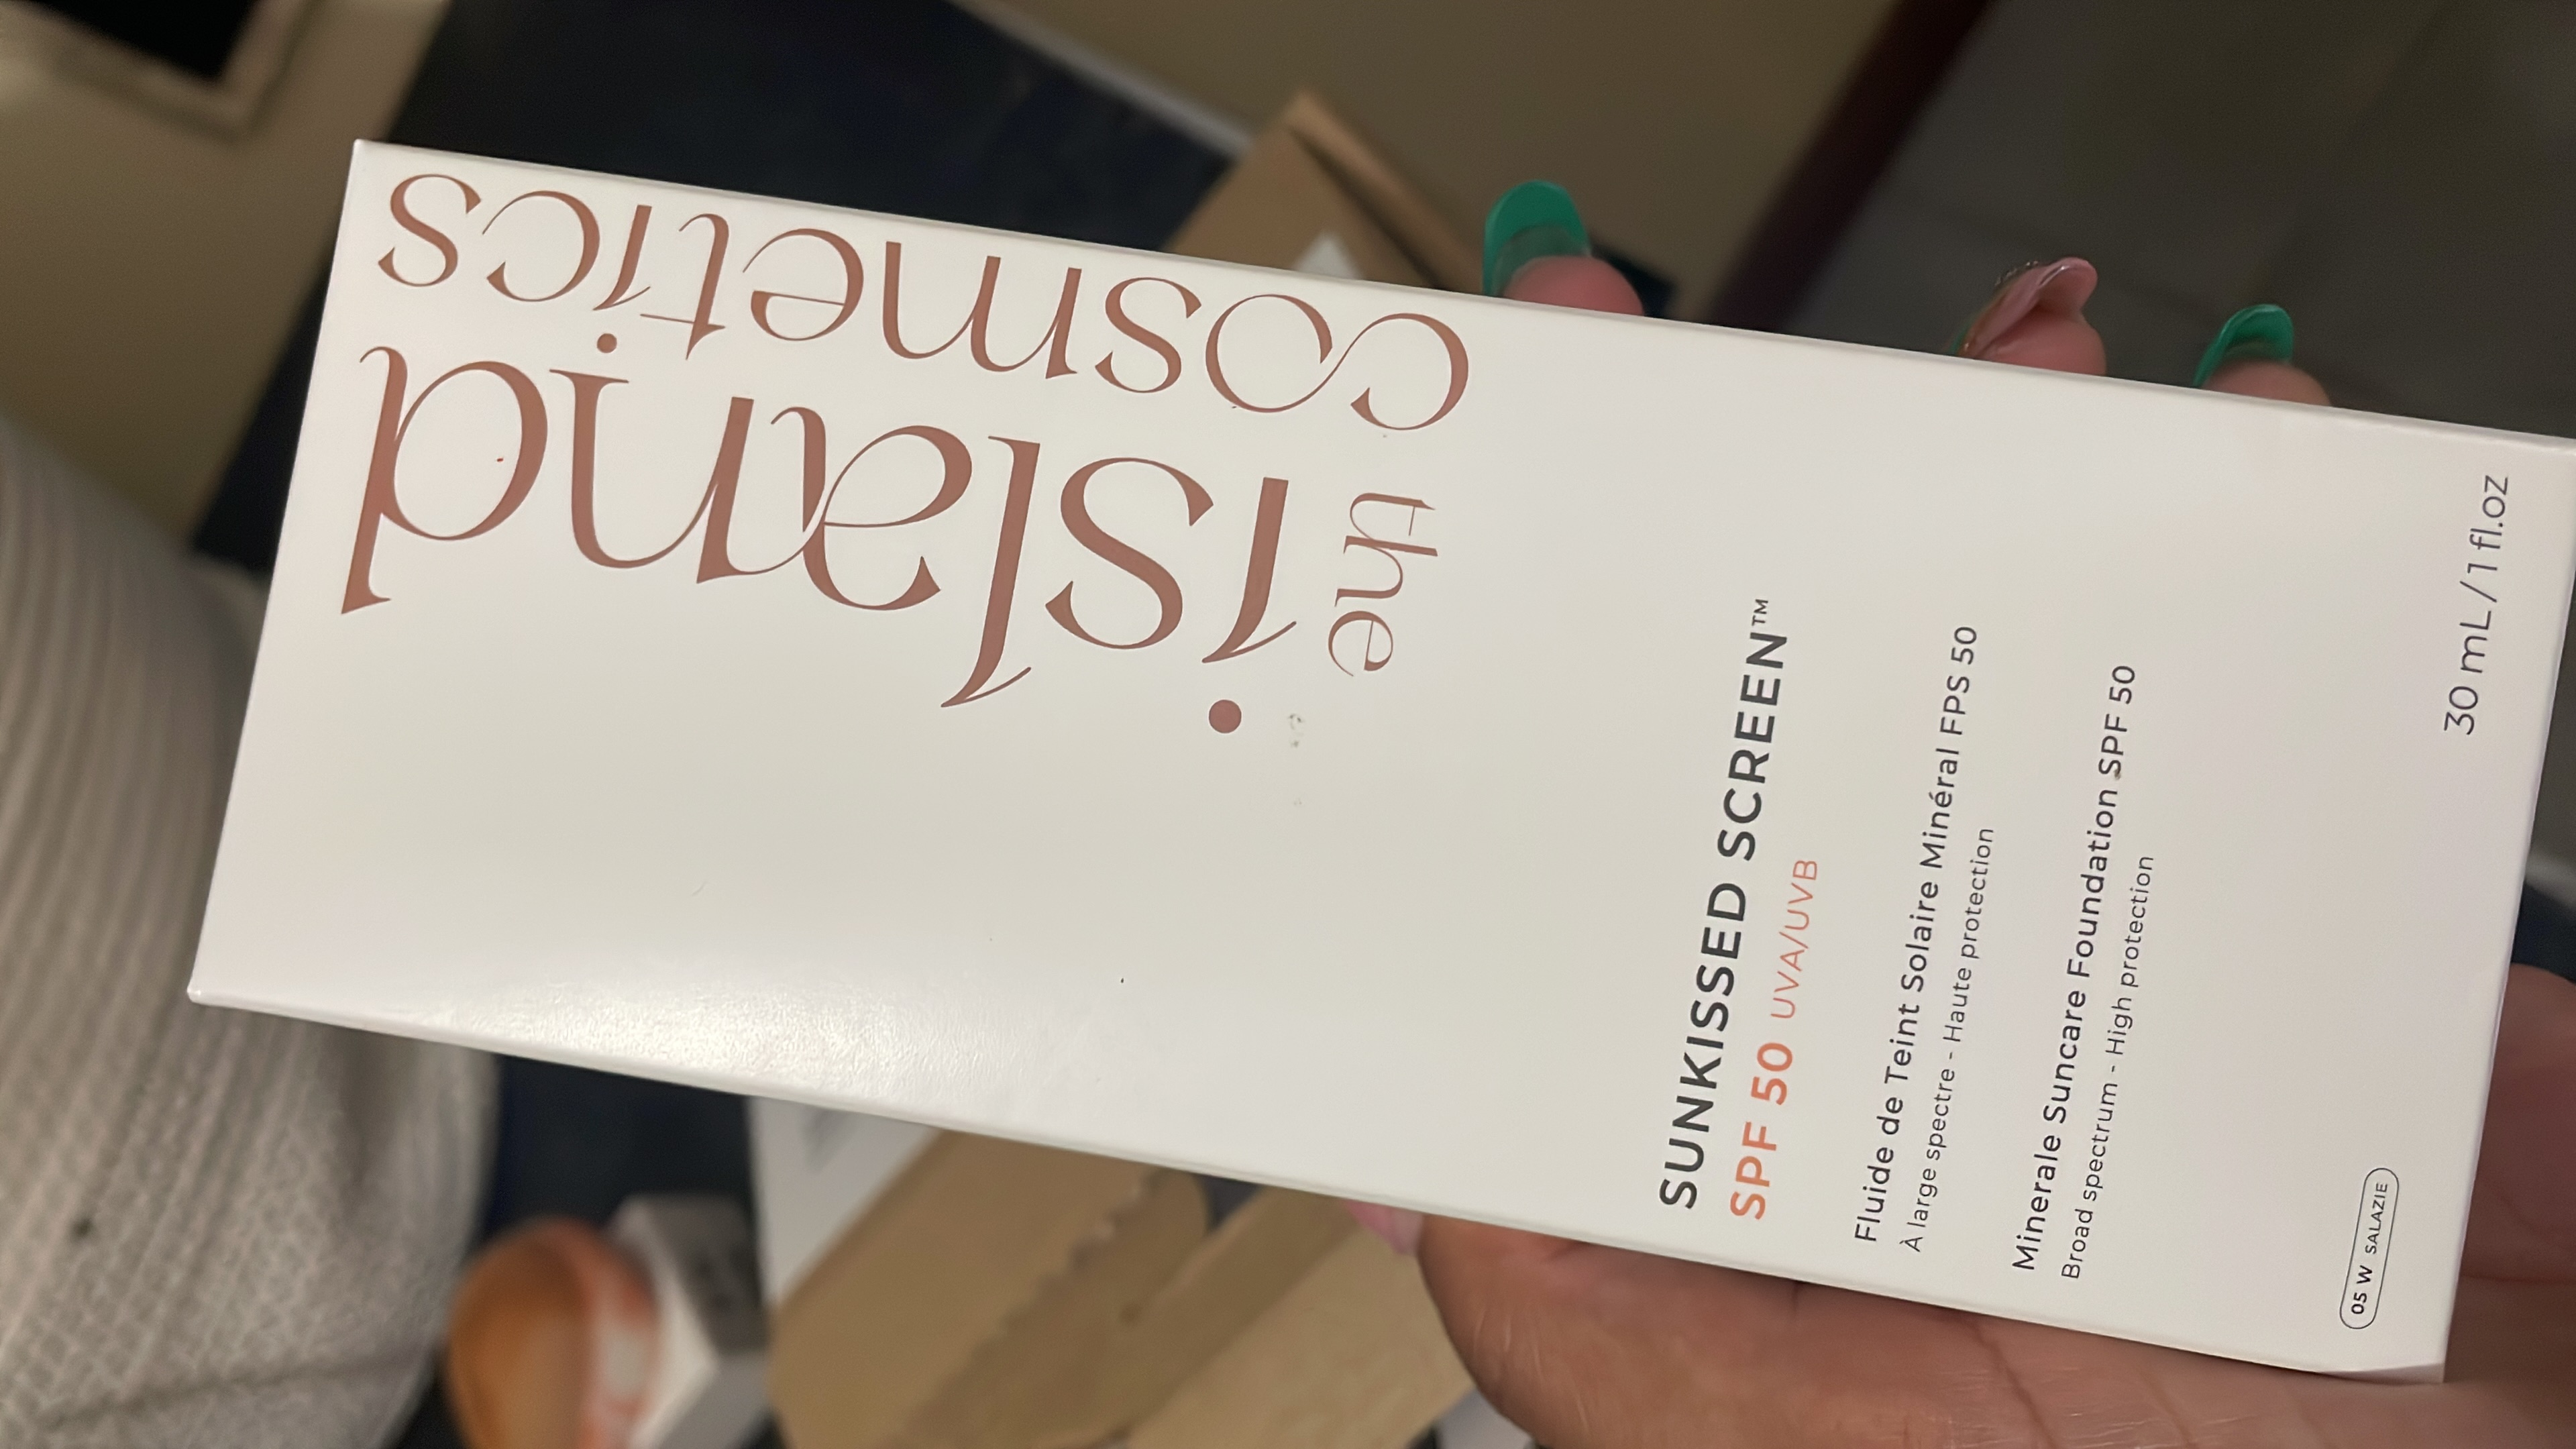 the
island
cosmetics
SUNKISSED SCREEN™
SPF 50 UVA/UVB
Fluide de Teint Solaire Minéral FPS 50
À large spectre - Haute protection
Minerale Suncare Foundation SPF 50
Broad spectrum - High protection
05 W SALAZIE
30 mL / 1 fl.oz